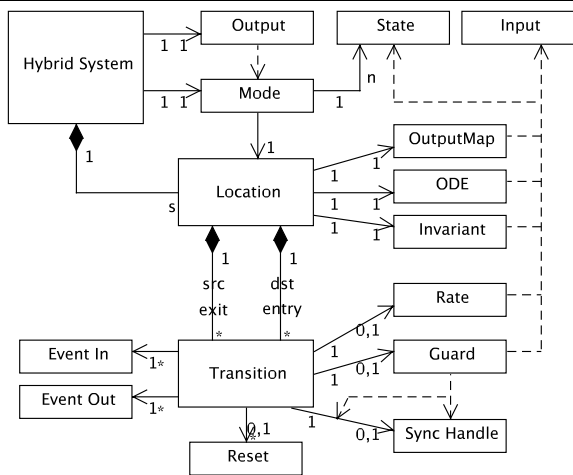 Output
State
Input
Hybrid System
1 1
n
Mode
1 1
1
1
1
OutputMap
1
1
Location
ODE
s
1
1
1
Invariant
1
1
1
src
dst
exit
entry
Rate
*
*
0,1
Event In
1*
1
Guard
0,1
Transition
1
Event Out
1*
1
0,1
*
0,1
Sync Handle
Reset